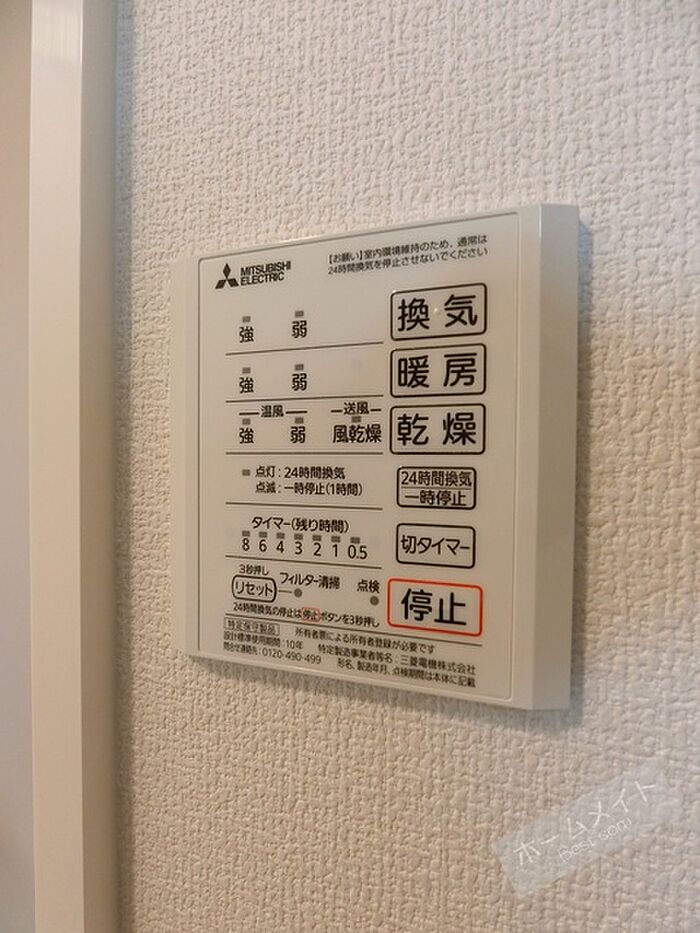 MITSUBISHI
ELECTRIC
【お願い】室内環境維持のため、通常は
24時間換気を停止させないでください
強 弱 換気
強 弱 暖房
温風 送風
強 弱 風乾燥 乾燥
点灯：24時間換気
点滅：一時停止(1時間)
24時間換気
一時停止
タイマー(残り時間)
8 6 4 3 2 1 0.5
切タイマー
3秒押し
リセット フィルター清掃 点検
停止
24時間換気の停止は停止ボタンを3秒押し
特定保守製品 所有者票による所有者登録が必要です
設計標準使用期間：10年 特定製造事業者等名：三菱電機株式会社
問合せ連絡先：0120-490-499 形名、製造年月、点検期間は本体に記載
ホームメイト
Best son!